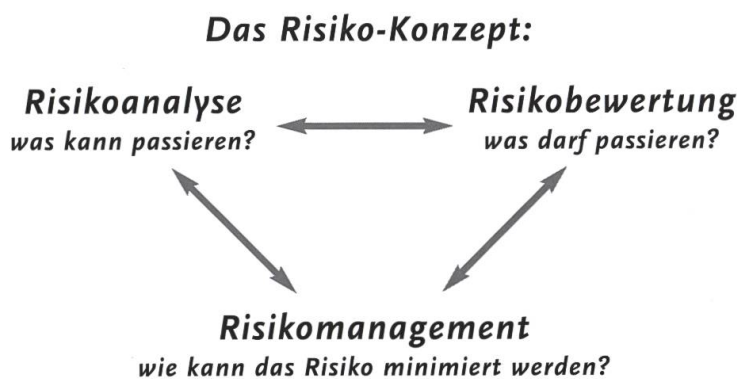 Das Risiko-Konzept:
Risikoanalyse
was kann passieren?
Risikobewertung
was darf passieren?
Risikomanagement
wie kann das Risiko minimiert werden?